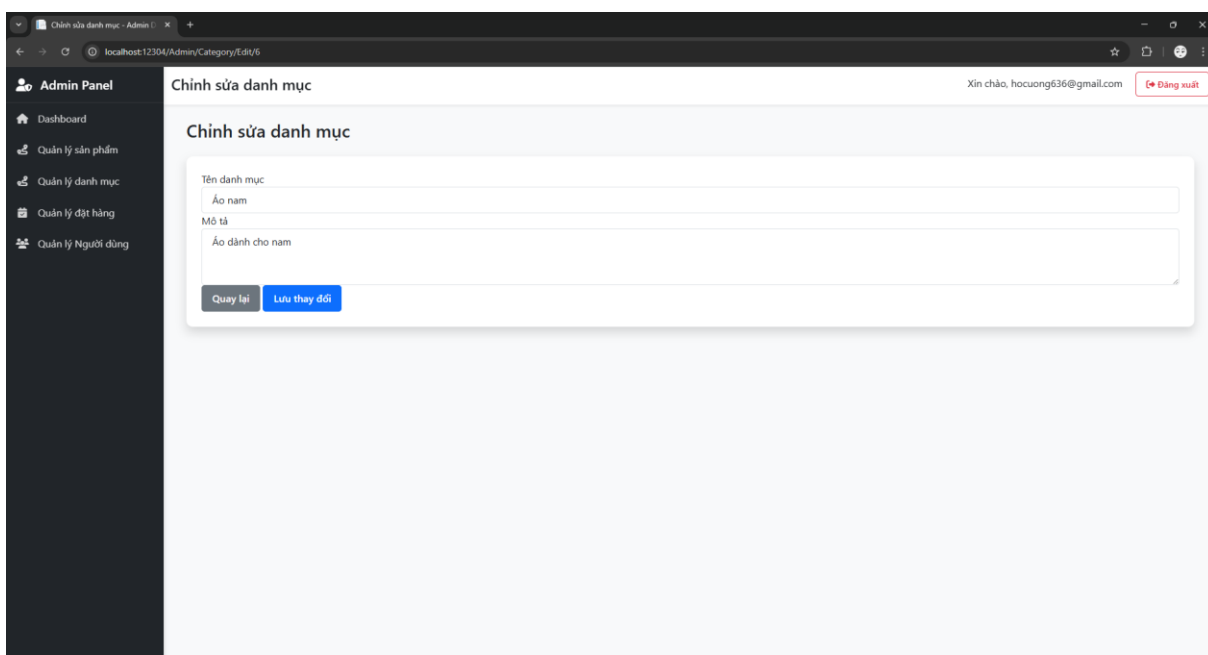 Chỉnh sửa danh mục - Admin D
localhost:12304/Admin/Category/Edit/6
Admin Panel
Chỉnh sửa danh mục
Xin chào, hocuong636@gmail.com
Đăng xuất
Dashboard
Quản lý sản phẩm
Quản lý danh mục
Quản lý đặt hàng
Quản lý Người dùng
Chỉnh sửa danh mục
Tên danh mục
Áo nam
Mô tả
Áo dành cho nam
Quay lại
Lưu thay đổi